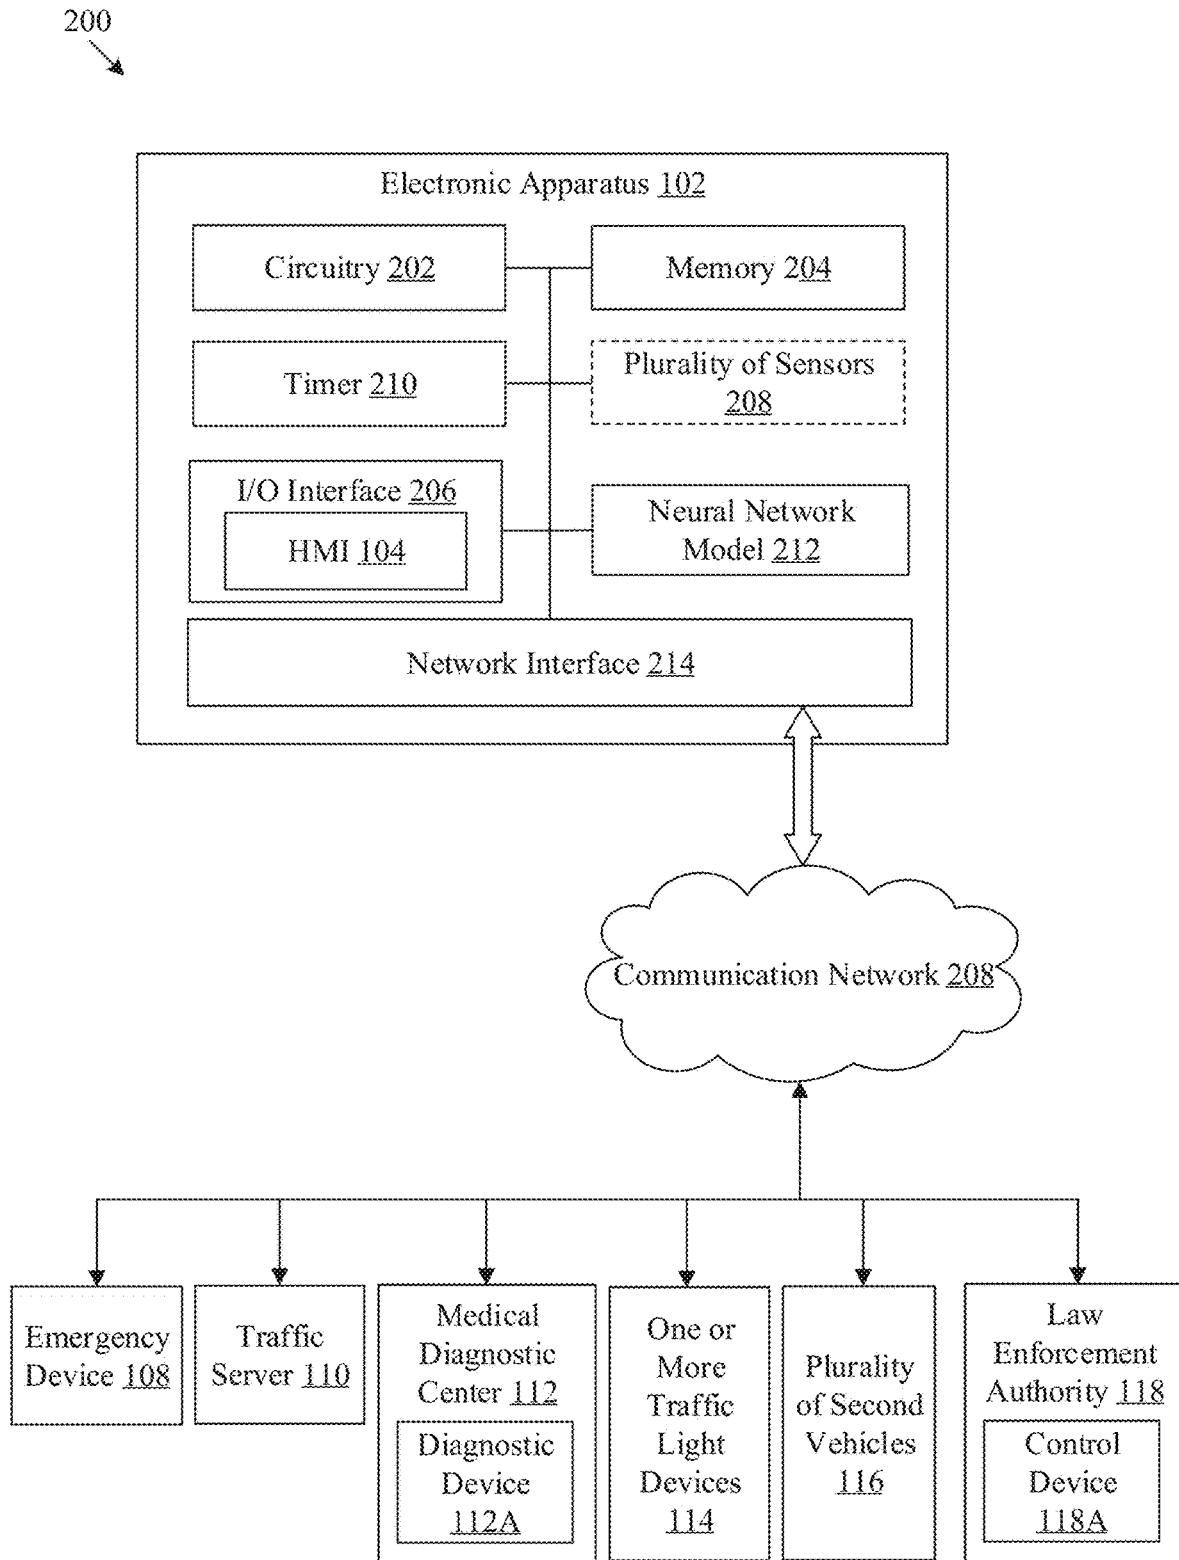 200
Electronic Apparatus 102
Circuitry 202
Memory 204
Timer 210
Plurality of Sensors
208
I/O Interface 206
HMI 104
Neural Network
Model 212
Network Interface 214
Communication Network 208
Emergency
Device 108
Traffic
Server 110
Medical
Diagnostic
Center 112
Diagnostic
Device
112A
One or
More
Traffic
Light
Devices
114
Plurality
of Second
Vehicles
116
Law
Enforcement
Authority 118
Control
Device
118A